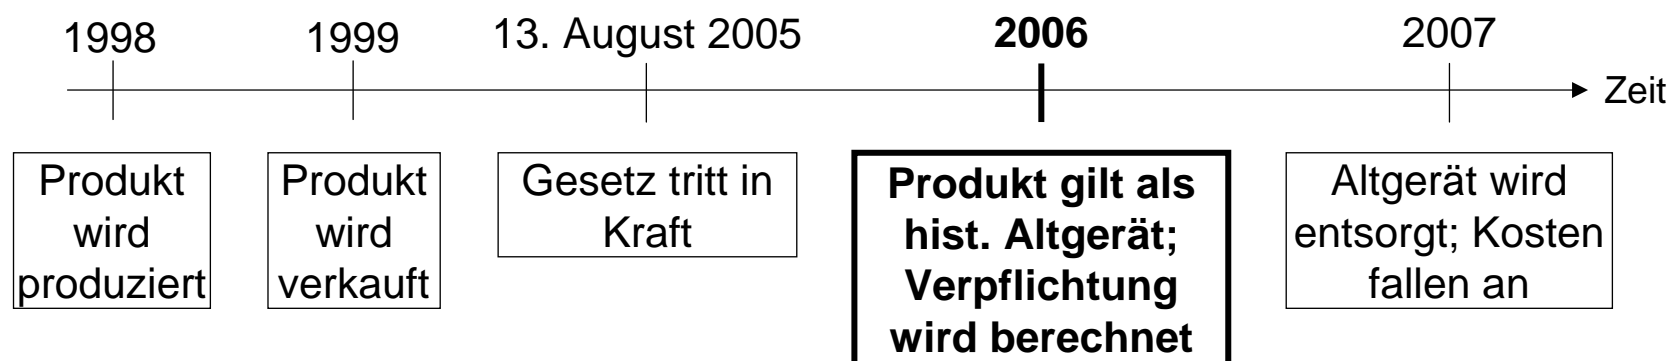 1998
1999
13. August 2005
2006
2007
Zeit
Produkt
wird
produziert
Produkt
wird
verkauft
Gesetz tritt in
Kraft
Produkt gilt als
hist. Altgerät;
Verpflichtung
wird berechnet
Altgerät wird
entsorgt; Kosten
fallen an